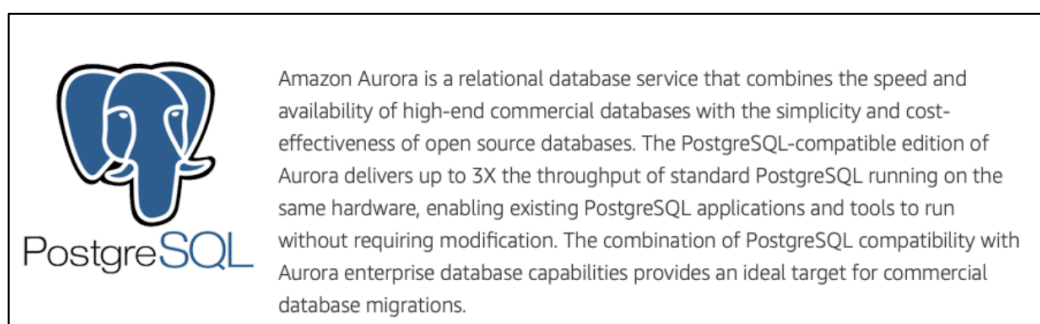 Amazon Aurora is a relational database service that combines the speed and
availability of high-end commercial databases with the simplicity and cost-
effectiveness of open source databases. The PostgreSQL-compatible edition of
Aurora delivers up to 3X the throughput of standard PostgreSQL running on the
same hardware, enabling existing PostgreSQL applications and tools to run
without requiring modification. The combination of PostgreSQL compatibility with
Aurora enterprise database capabilities provides an ideal target for commercial
database migrations.
PostgreSQL